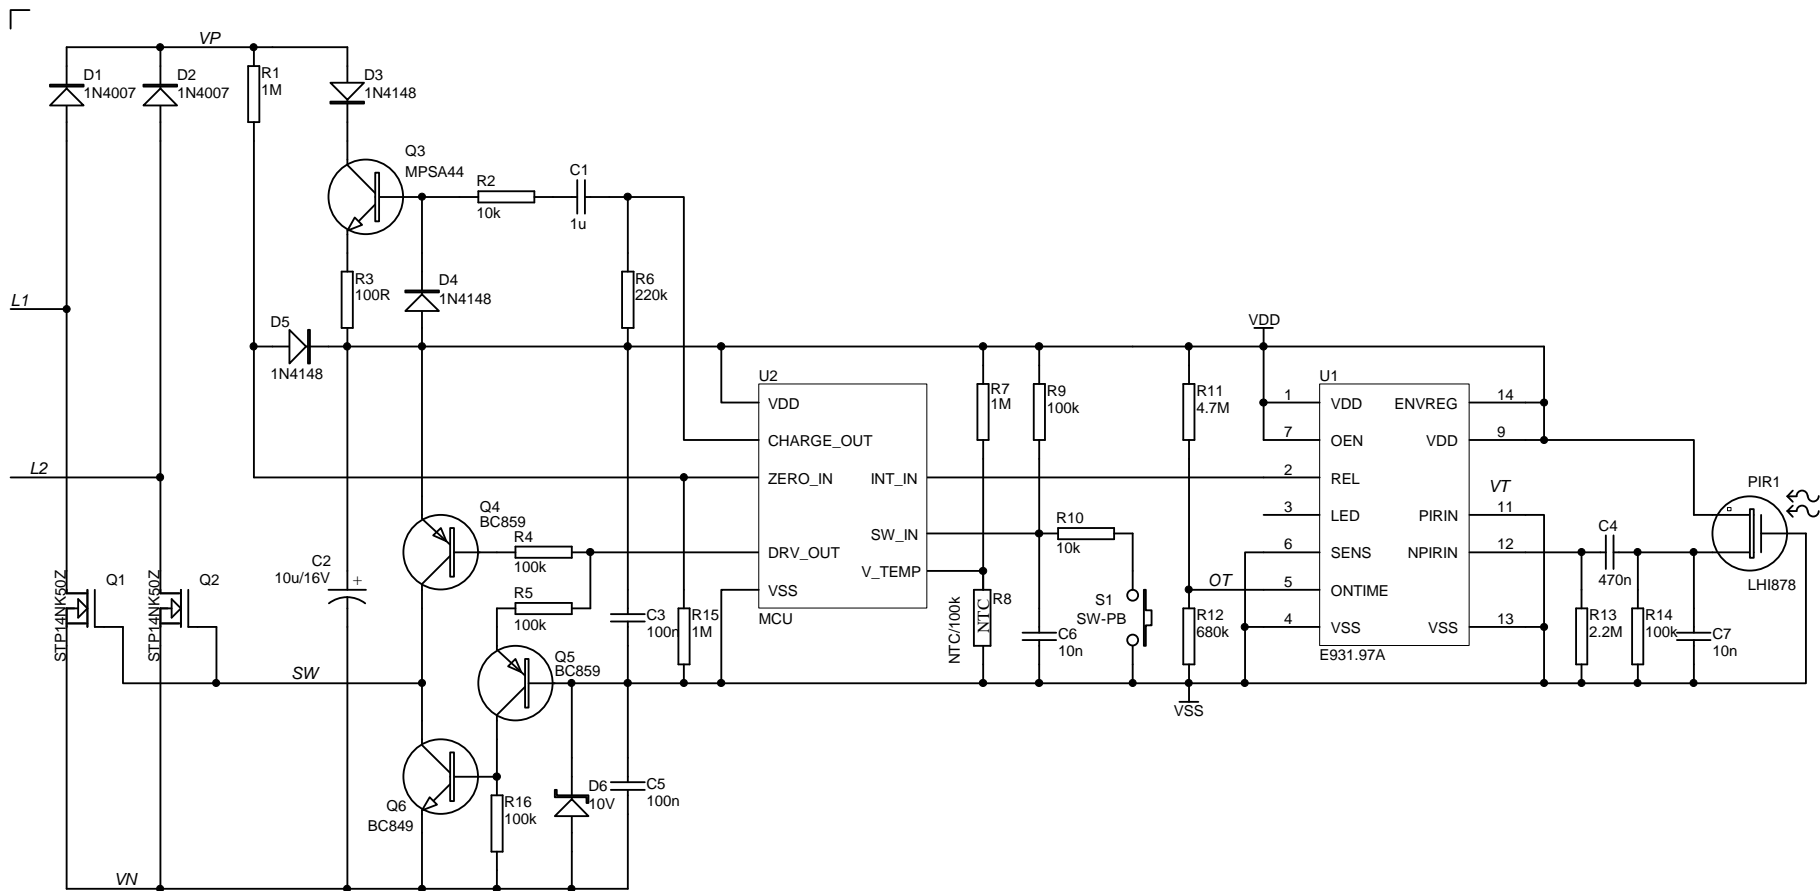 VP
D1
1N4007
D2
1N4007
R1
1M
D3
1N4148
Q3
MPSA44
R2
10k
C1
1u
R3
100R
D4
1N4148
R6
220k
L1
D5
1N4148
VDD
L2
U2
VDD
CHARGE_OUT
ZERO_IN
INT_IN
SW_IN
DRV_OUT
V_TEMP
VSS
MCU
R7
1M
R9
100k
R11
4.7M
U1
1
VDD
ENVREG
14
7
OEN
VDD
9
2
REL
3
LED
PIRIN
11
6
SENS
NPIRIN
12
5
ONTIME
4
VSS
VSS
13
E931.97A
VT
PIR1
LHI878
C4
470n
Q4
BC859
R4
100k
R5
100k
C2
10u/16V
+
Q1
STP14NK50Z
Q2
STP14NK50Z
C3
100n
R15
1M
R10
10k
R8
NTC
NTC/100k
C6
10n
S1
SW-PB
OT
R12
680k
R13
2.2M
R14
100k
C7
10n
SW
Q5
BC859
VSS
Q6
BC849
R16
100k
D6
10V
C5
100n
VN